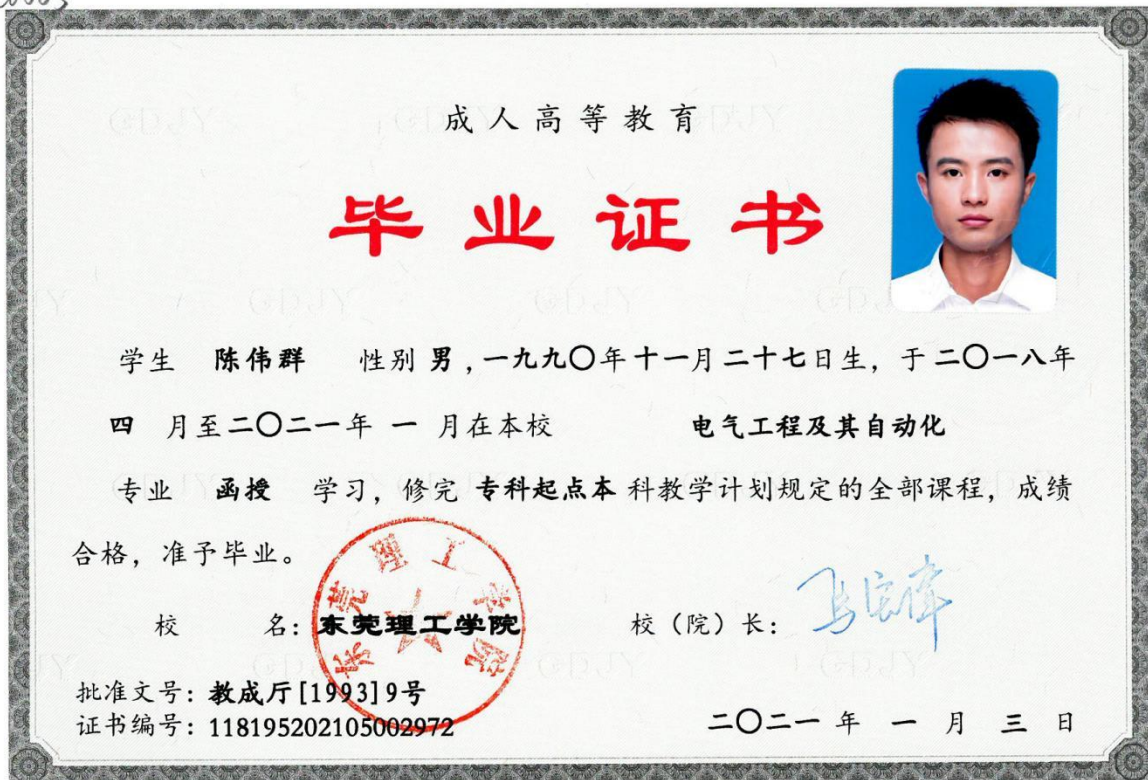 成人高等教育
毕业证书
学生 陈伟群 性别 男，一九九〇年十一月二十七日生，于二〇一八年
四 月至二〇二一年 一 月在本校 电气工程及其自动化
专业 函授 学习，修完 专科起点本 科教学计划规定的全部课程，成绩
合格，准予毕业。
东莞理工学院
校 名：东莞理工学院 校（院）长：
批准文号：教成厅[1993]9号
证书编号：118195202105002972 二〇二一 年 一 月 三 日